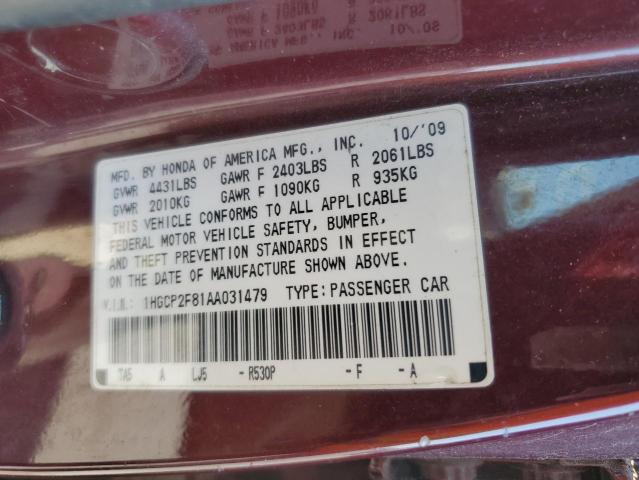 MFD. BY HONDA OF AMERICA MFG., INC. 10/'09
GVWR 4431LBS GAWR F 2403LBS R 2061LBS
GVWR 2010KG GAWR F 1090KG R 935KG
THIS VEHICLE CONFORMS TO ALL APPLICABLE
FEDERAL MOTOR VEHICLE SAFETY, BUMPER,
AND THEFT PREVENTION STANDARDS IN EFFECT
ON THE DATE OF MANUFACTURE SHOWN ABOVE.
V.I.N.: 1HGCP2F81AA031479 TYPE:PASSENGER CAR
TA5 A LJ5 -R530P -F -A